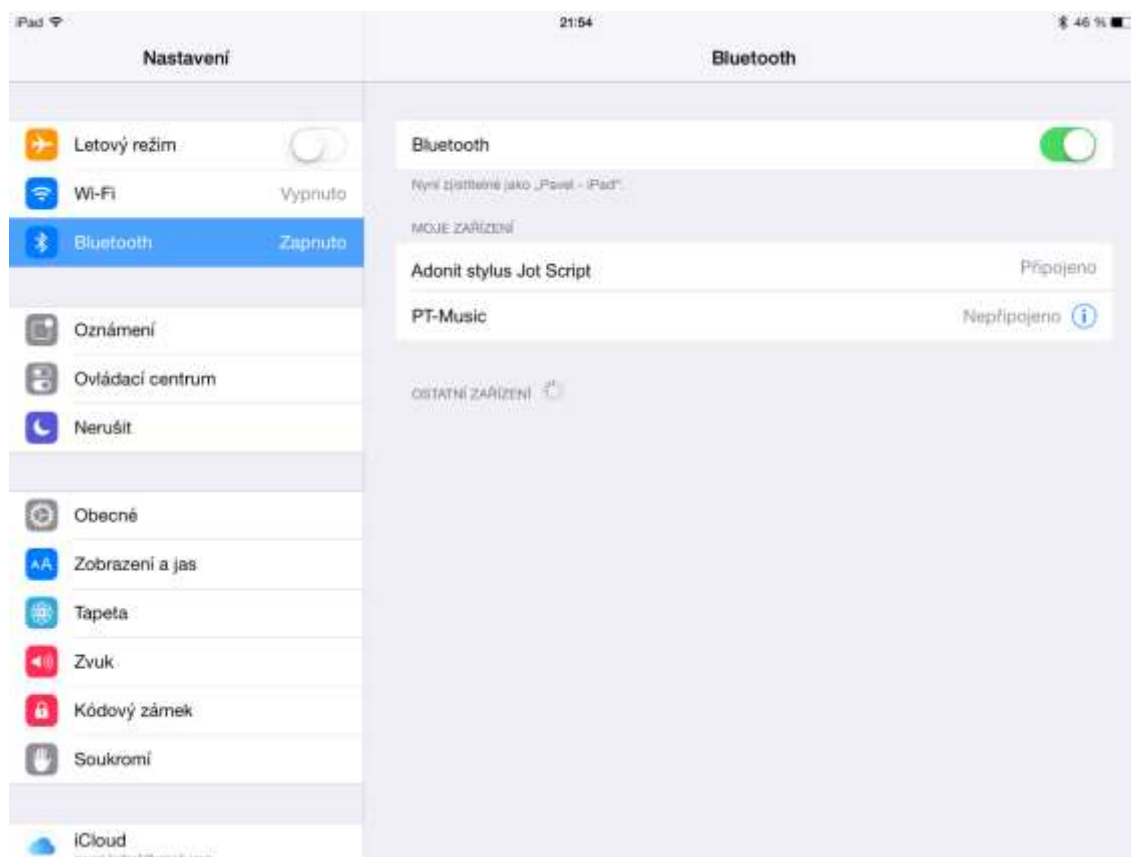 iPad
21:54
46 %
Nastavení
Bluetooth
Letový režim
Wi-Fi Vypnuto
Bluetooth Zapnuto
Oznámení
Ovládací centrum
Nerušit
Obecné
Zobrazení a jas
Tapeta
Zvuk
Kódový zámek
Soukromí
iCloud
Bluetooth
Nyní zjistitelné jako „Pavel - iPad“.
MOJE ZAŘÍZENÍ
Adonit stylus Jot Script Připojeno
PT-Music Nepřipojeno
OSTATNÍ ZAŘÍZENÍ